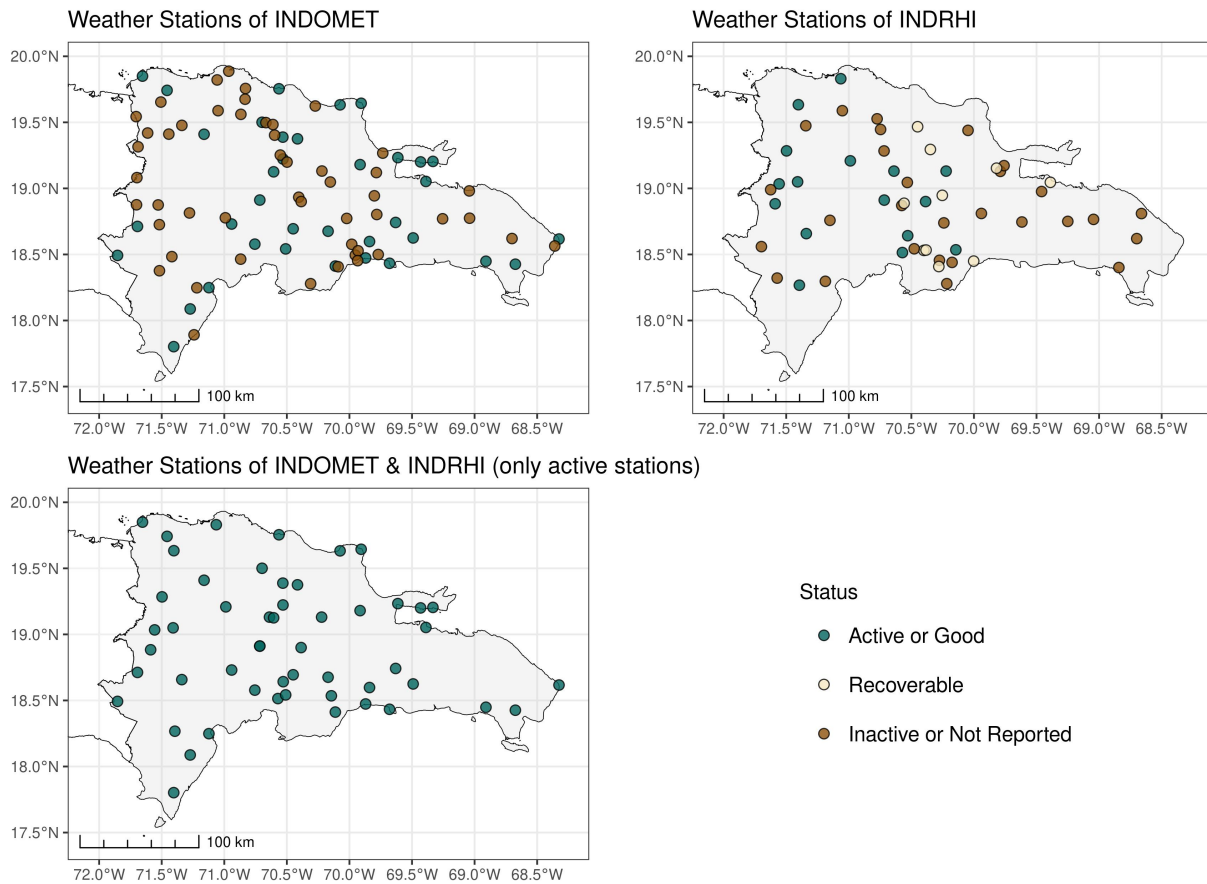 Weather Stations of INDOMET
20.0°N
19.5°N
19.0°N
18.5°N
18.0°N
17.5°N
100 km
72.0°W 71.5°W 71.0°W 70.5°W 70.0°W 69.5°W 69.0°W 68.5°W
Weather Stations of INDRHI
20.0°N
19.5°N
19.0°N
18.5°N
18.0°N
17.5°N
100 km
72.0°W 71.5°W 71.0°W 70.5°W 70.0°W 69.5°W 69.0°W 68.5°W
Weather Stations of INDOMET & INDRHI (only active stations)
20.0°N
19.5°N
19.0°N
18.5°N
18.0°N
17.5°N
100 km
72.0°W 71.5°W 71.0°W 70.5°W 70.0°W 69.5°W 69.0°W 68.5°W
Status
Active or Good
Recoverable
Inactive or Not Reported